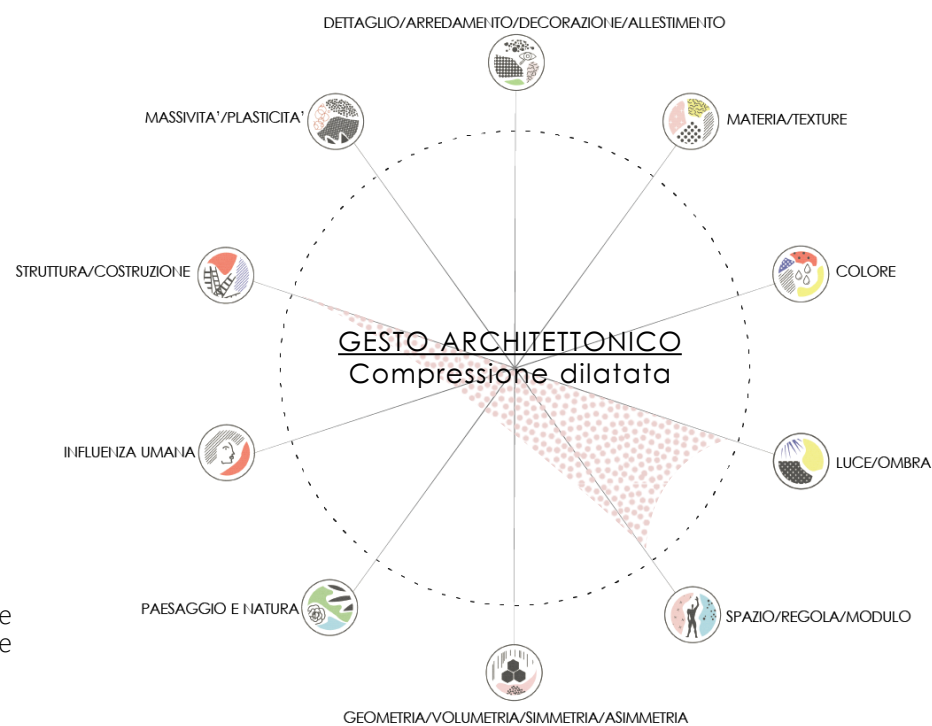 DETTAGLIO/ARREDAMENTO/DECORAZIONE/ALLESTIMENTO
MASSIVITA'/PLASTICITA'
MATERIA/TEXTURE
STRUTTURA/COSTRUZIONE
COLORE
GESTO ARCHITETTONICO
Compressione dilatata
INFLUENZA UMANA
LUCE/OMBRA
PAESAGGIO E NATURA
SPAZIO/REGOLA/MODULO
e
e
GEOMETRIA/VOLUMETRIA/SIMMETRIA/ASIMMETRIA